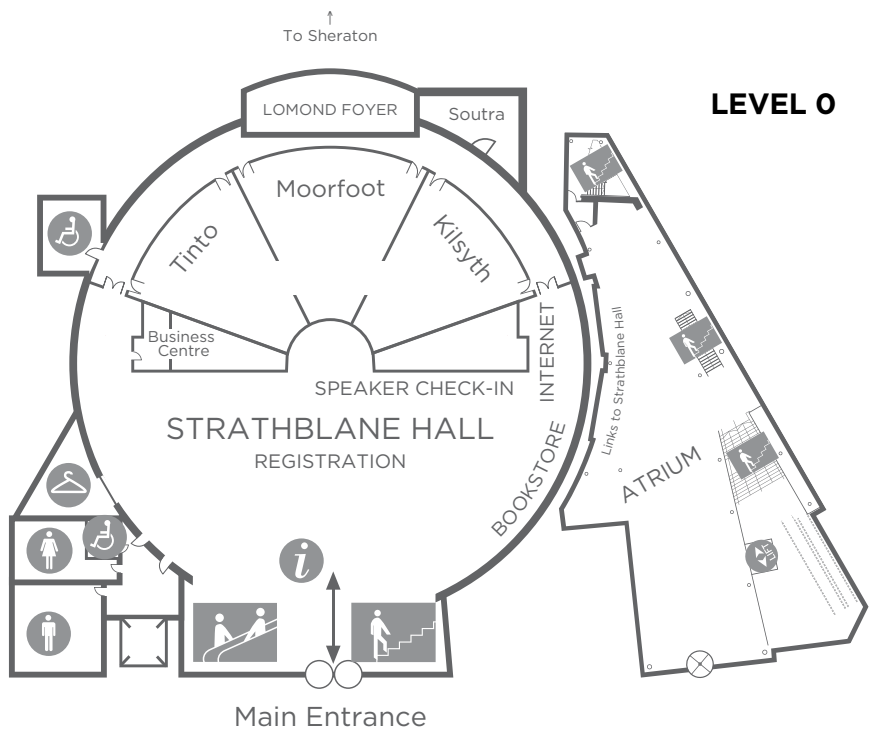 ↑
To Sheraton
LEVEL 0
LOMOND FOYER
Soutra
Moorfoot
Tinto
Kilsyth
Business
Centre
INTERNET
Links to Strathblane Hall
SPEAKER CHECK-IN
STRATHBLANE HALL
REGISTRATION
BOOKSTORE
ATRIUM
i
LIFT
Main Entrance